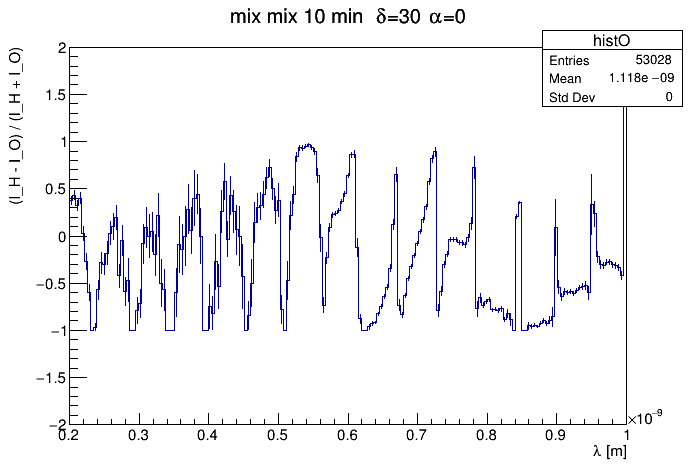 mix mix 10 min δ=30 α=0
histO
Entries 53028
Mean 1.118e-09
Std Dev 0
(I_H - I_O) / (I_H + I_O)
2
1.5
1
0.5
0
−0.5
−1
−1.5
−2
0.2 0.3 0.4 0.5 0.6 0.7 0.8 0.9 1
×10⁻⁹
λ [m]